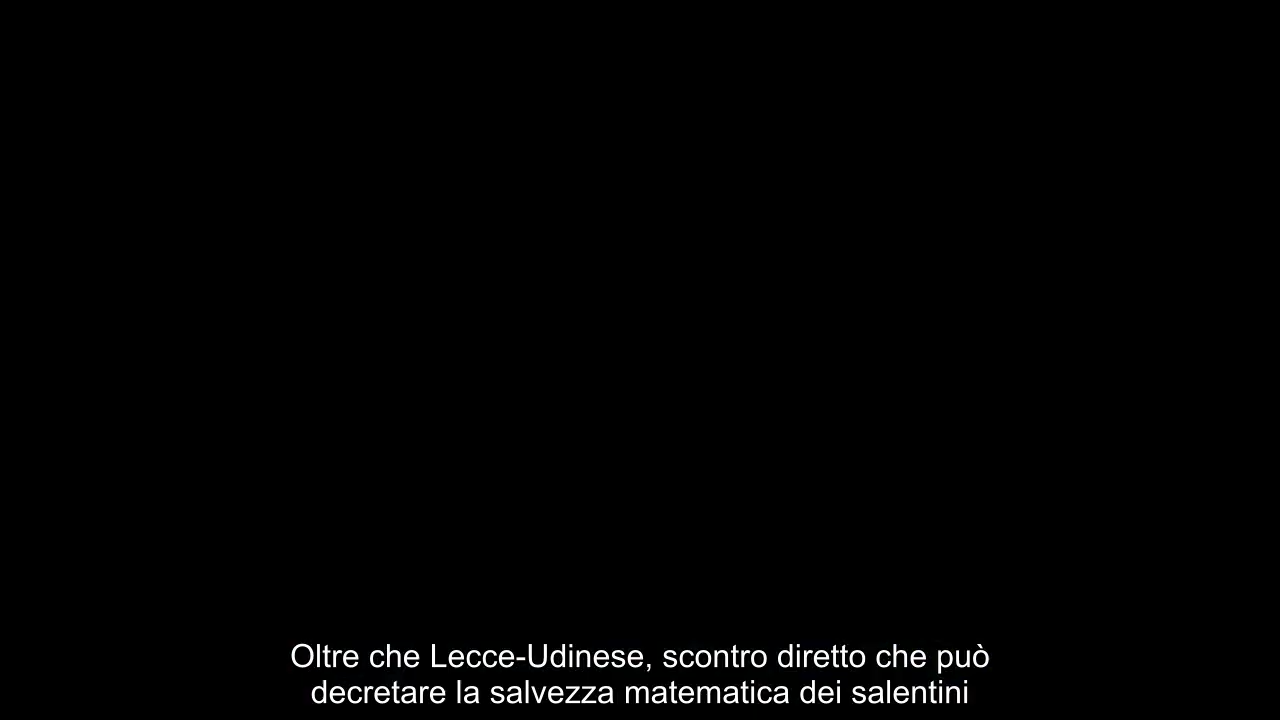 Oltre che Lecce-Udinese, scontro diretto che può
decretare la salvezza matematica dei salentini